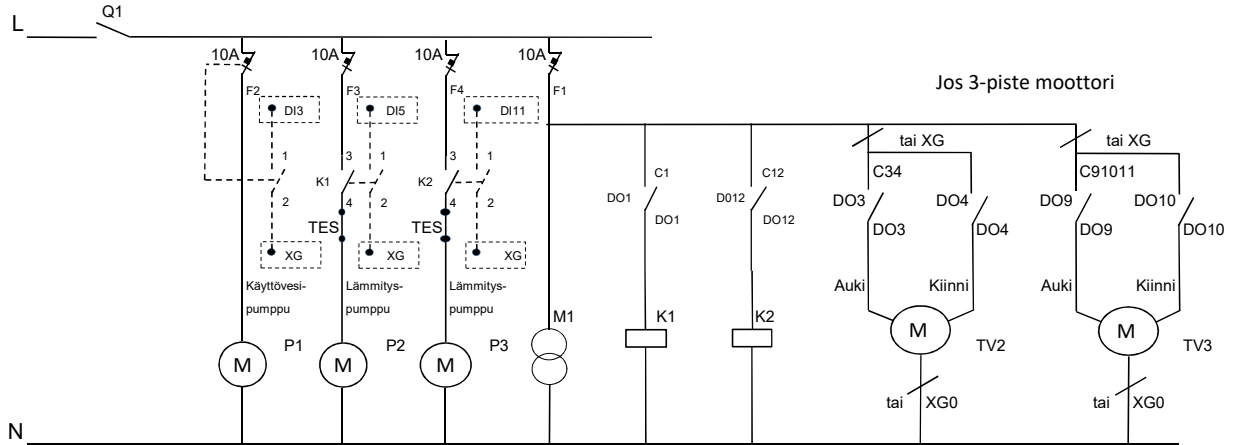 Q1
L
10A
10A
10A
10A
F2
F3
F4
F1
DI3
DI5
DI11
Jos 3-piste moottori
tai XG
tai XG
1
3
1
3
1
C1
C12
C34
C91011
K1
K2
DO1
D012
DO3
DO4
DO9
DO10
2
4
2
4
2
DO1
DO12
DO3
DO4
DO9
DO10
TES
TES
XG
XG
XG
Käyttövesi-
pumppu
Lämmitys-
pumppu
Lämmitys-
pumppu
Auki
Kiinni
Auki
Kiinni
M1
K1
K2
M
M
P1
P2
P3
TV2
TV3
M
M
M
tai
XG0
tai
XG0
N